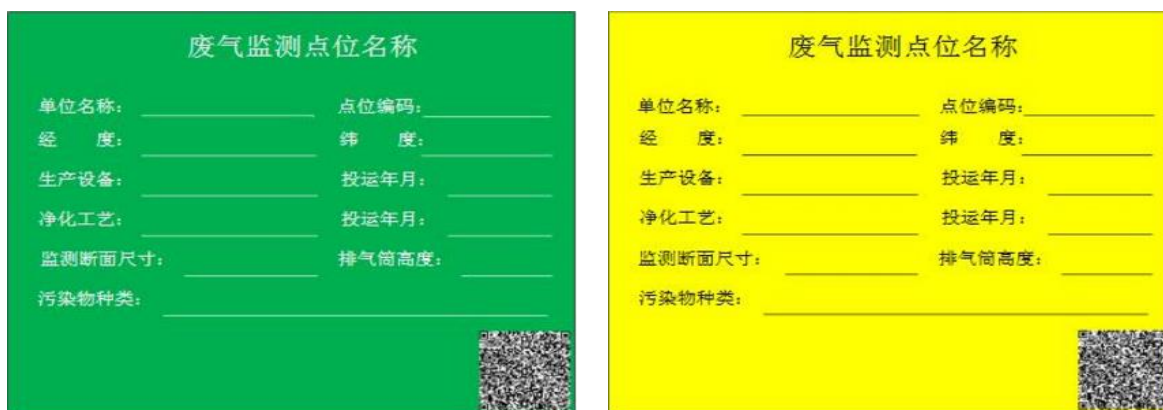 废气监测点位名称
单位名称： 点位编码：
经 度： 纬 度：
生产设备： 投运年月：
净化工艺： 投运年月：
监测断面尺寸： 排气筒高度：
污染物种类：
废气监测点位名称
单位名称： 点位编码：
经 度： 纬 度：
生产设备： 投运年月：
净化工艺： 投运年月：
监测断面尺寸： 排气筒高度：
污染物种类：